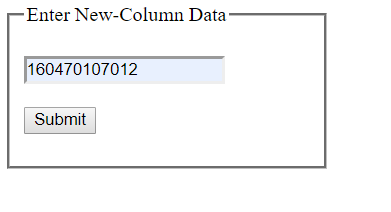 Enter New-Column Data
160470107012
Submit